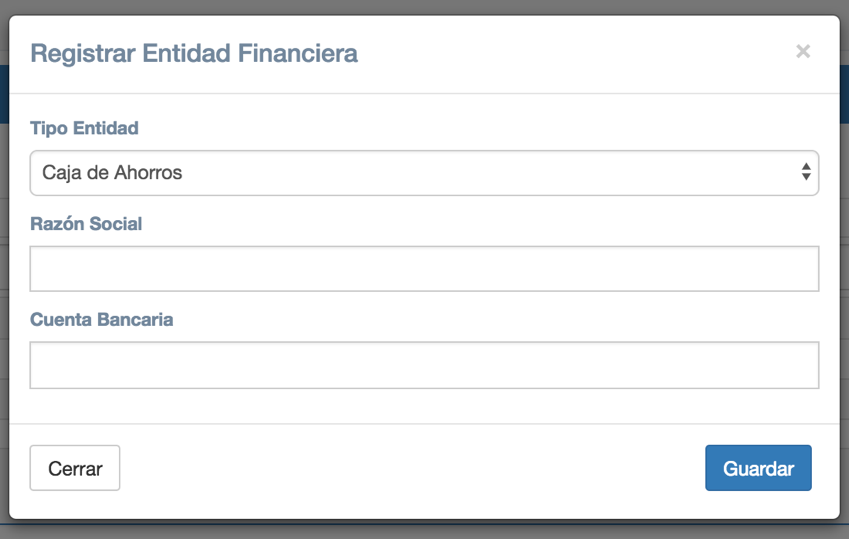 Registrar Entidad Financiera ×
Tipo Entidad
Caja de Ahorros
Razón Social
Cuenta Bancaria
Cerrar Guardar